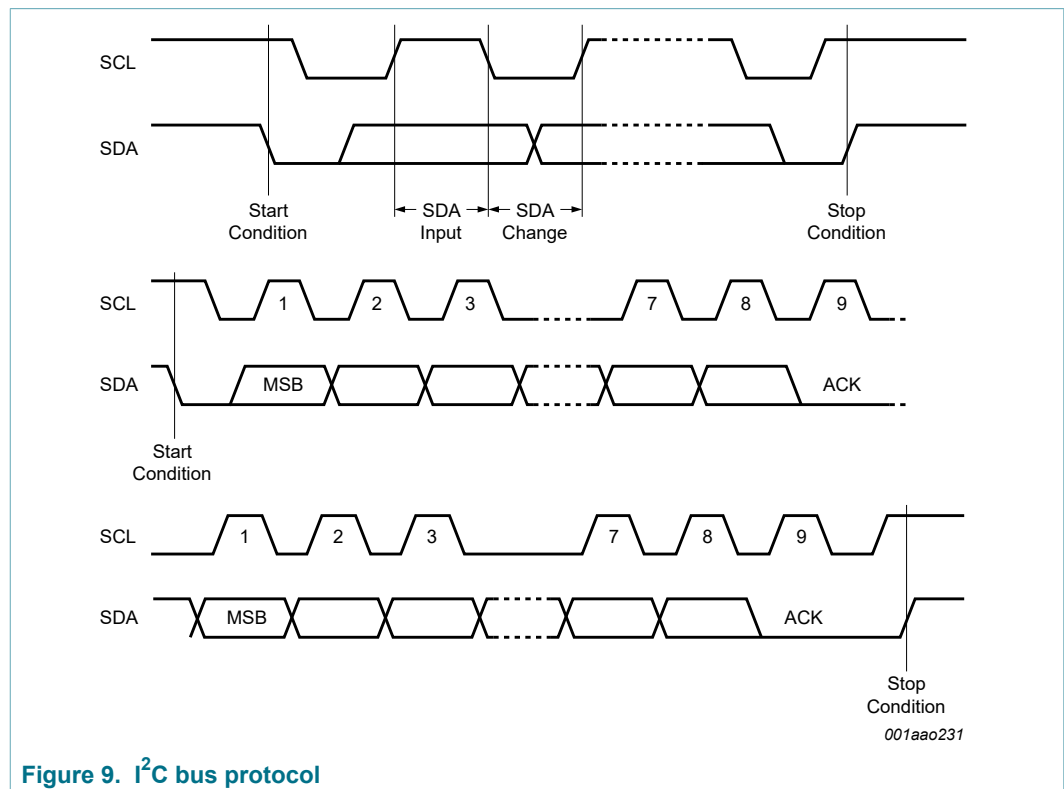 SCL
SDA
Start
Condition
SDA
Input
SDA
Change
Stop
Condition
SCL
1 2 3 7 8 9
SDA
MSB ACK
Start
Condition
SCL
1 2 3 7 8 9
SDA
MSB ACK
Stop
Condition
001aao231
Figure 9. I²C bus protocol